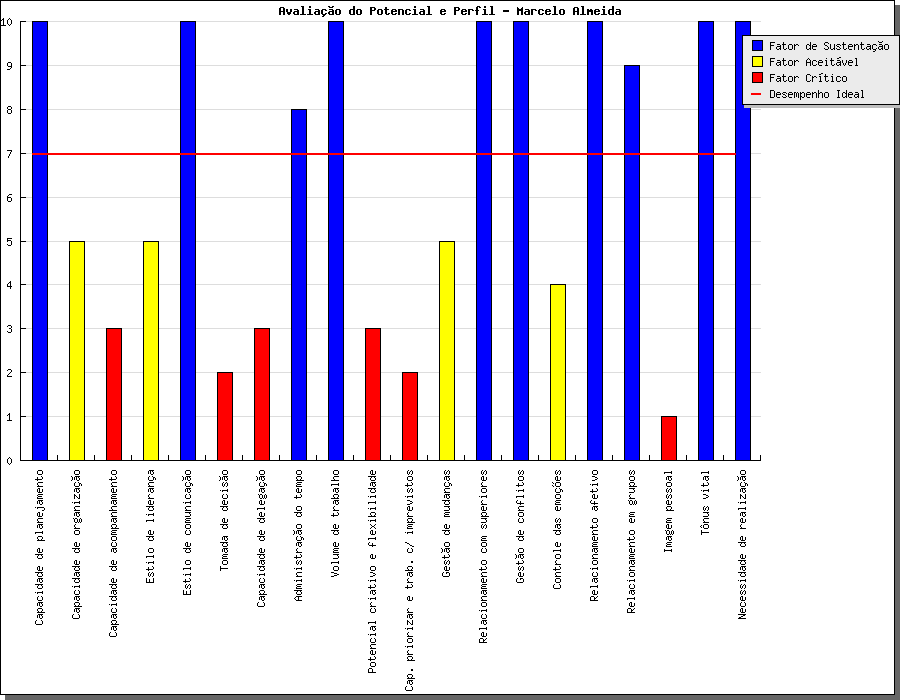 Avaliação do Potencial e Perfil - Marcelo Almeida
10
9
8
7
6
5
4
3
2
1
0
Fator de Sustentação
Fator Aceitável
Fator Crítico
Desempenho Ideal
Capacidade de planejamento
Capacidade de organização
Capacidade de acompanhamento
Estilo de liderança
Estilo de comunicação
Tomada de decisão
Capacidade de delegação
Administração do tempo
Volume de trabalho
Potencial criativo e flexibilidade
Cap. priorizar e trab. c/ imprevistos
Gestão de mudanças
Relacionamento com superiores
Gestão de conflitos
Controle das emoções
Relacionamento afetivo
Relacionamento em grupos
Imagem pessoal
Tônus vital
Necessidade de realização